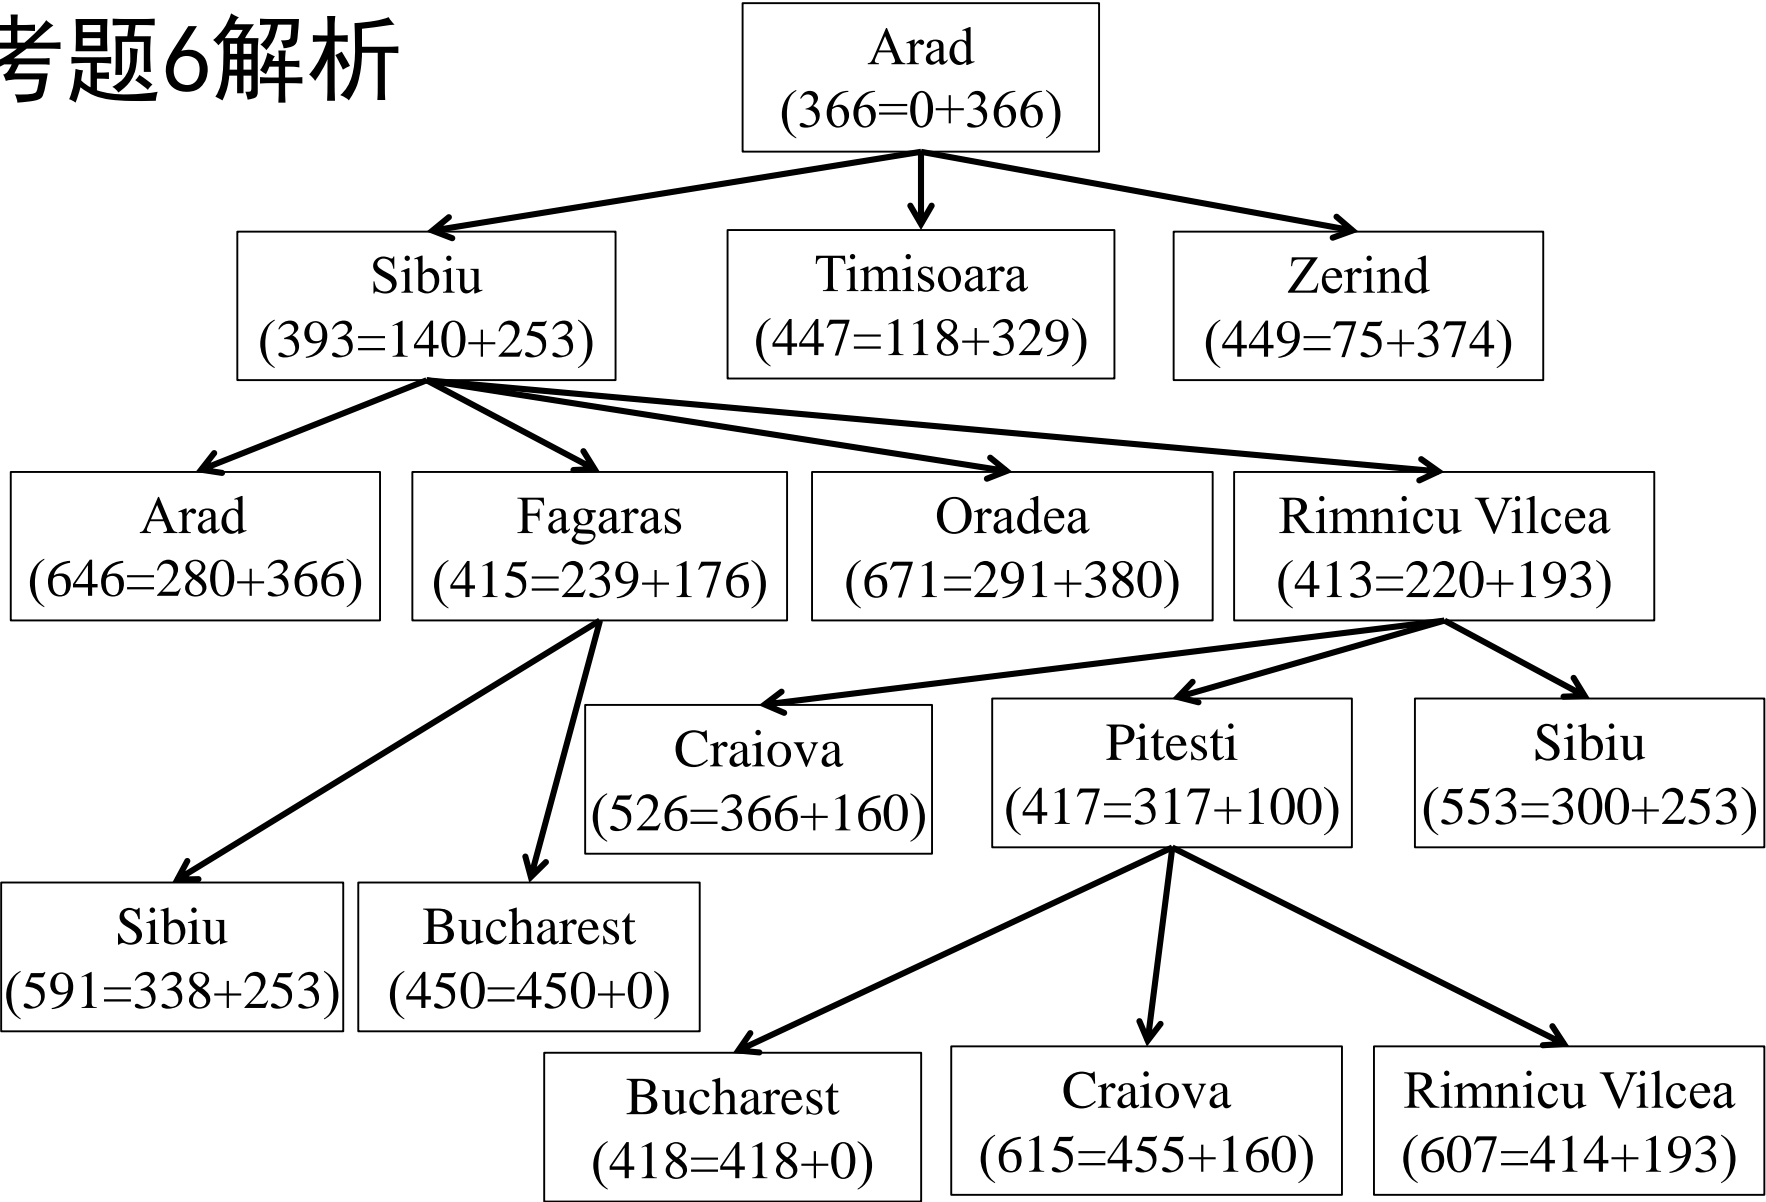 考题6解析
Arad
(366=0+366)
Sibiu
(393=140+253)
Timisoara
(447=118+329)
Zerind
(449=75+374)
Arad
(646=280+366)
Fagaras
(415=239+176)
Oradea
(671=291+380)
Rimnicu Vilcea
(413=220+193)
Craiova
(526=366+160)
Pitesti
(417=317+100)
Sibiu
(553=300+253)
Sibiu
(591=338+253)
Bucharest
(450=450+0)
Bucharest
(418=418+0)
Craiova
(615=455+160)
Rimnicu Vilcea
(607=414+193)